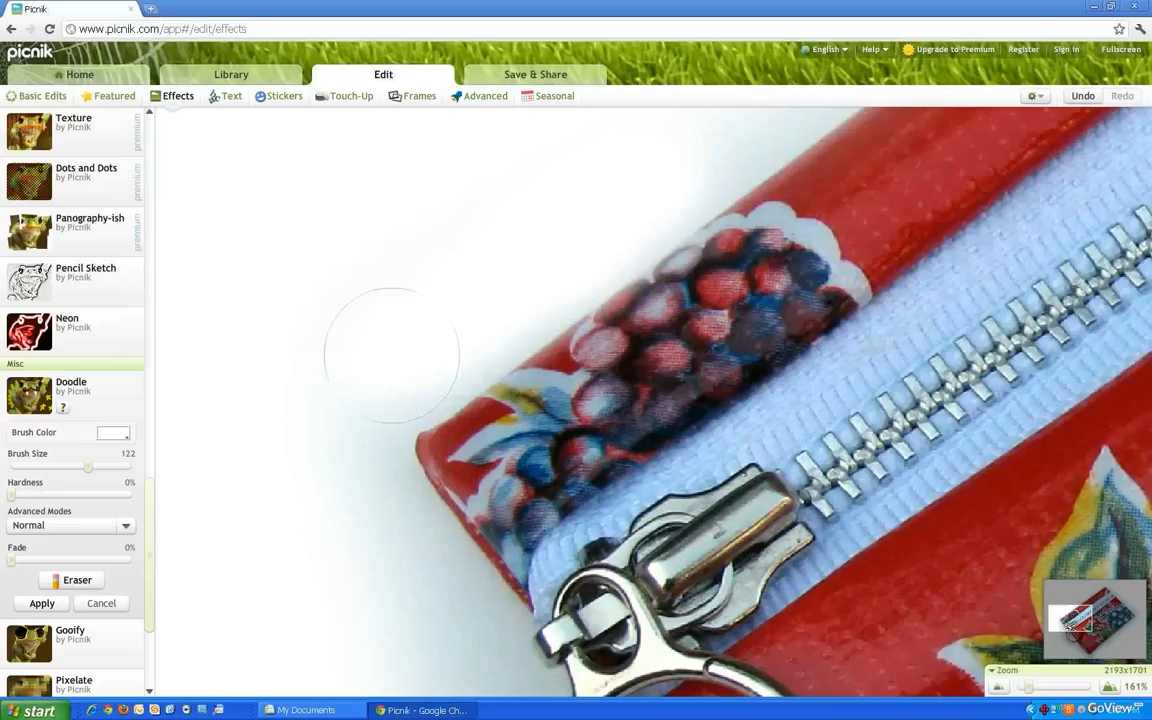 Picnik
www.picnik.com/app#/edit/effects
picnik
English
Help
Upgrade to Premium
Register
Sign in
Fullscreen
Home
Library
Edit
Save & Share
Basic Edits
Featured
Effects
Text
Stickers
Touch-Up
Frames
Advanced
Seasonal
Undo
Redo
Texture
by Picnik
premium
Dots and Dots
by Picnik
premium
Panography-ish
by Picnik
premium
Pencil Sketch
by Picnik
Neon
by Picnik
Misc
Doodle
by Picnik
?
Brush Color
Brush Size 122
Hardness 0%
Advanced Modes
Normal
Fade 0%
Eraser
Apply
Cancel
Gooify
by Picnik
Pixelate
by Picnik
Zoom 2193x1701
161%
start
My Documents
Picnik - Google Ch...
GoView